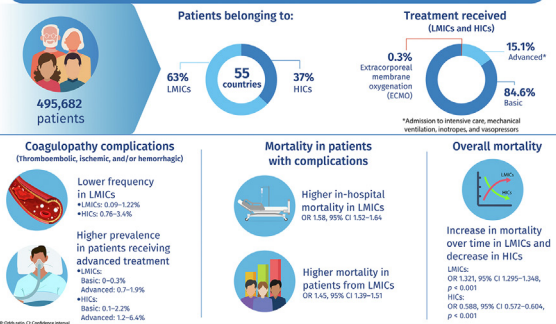 Patients belonging to:
Treatment received
(LMICs and HICs)
495,682
patients
63%
LMICs
55
countries
37%
HICs
0.3%
Extracorporeal
membrane
oxygenation
(ECMO)
15.1%
Advanced*
84.6%
Basic
*Admission to intensive care, mechanical
ventilation, inotropes, and vasopressors
Coagulopathy complications
(Thromboembolic, ischemic, and/or hemorrhagic)
Lower frequency
in LMICs
•LMICs: 0.09–1.22%
•HICs: 0.76–3.4%
Higher prevalence
in patients receiving
advanced treatment
•LMICs:
Basic: 0–0.3%
Advanced: 0.7–1.9%
•HICs:
Basic: 0.1–2.2%
Advanced: 1.2–6.4%
Mortality in patients
with complications
Higher in-hospital
mortality in LMICs
OR 1.58, 95% CI 1.52–1.64
Higher mortality in
patients from LMICs
OR 1.45, 95% CI 1.39–1.51
Overall mortality
LMICs
HICs
Increase in mortality
over time in LMICs and
decrease in HICs
LMICs:
OR 1.321, 95% CI 1.295–1.348,
p < 0.001
HICs:
OR 0.588, 95% CI 0.572–0.604,
p < 0.001